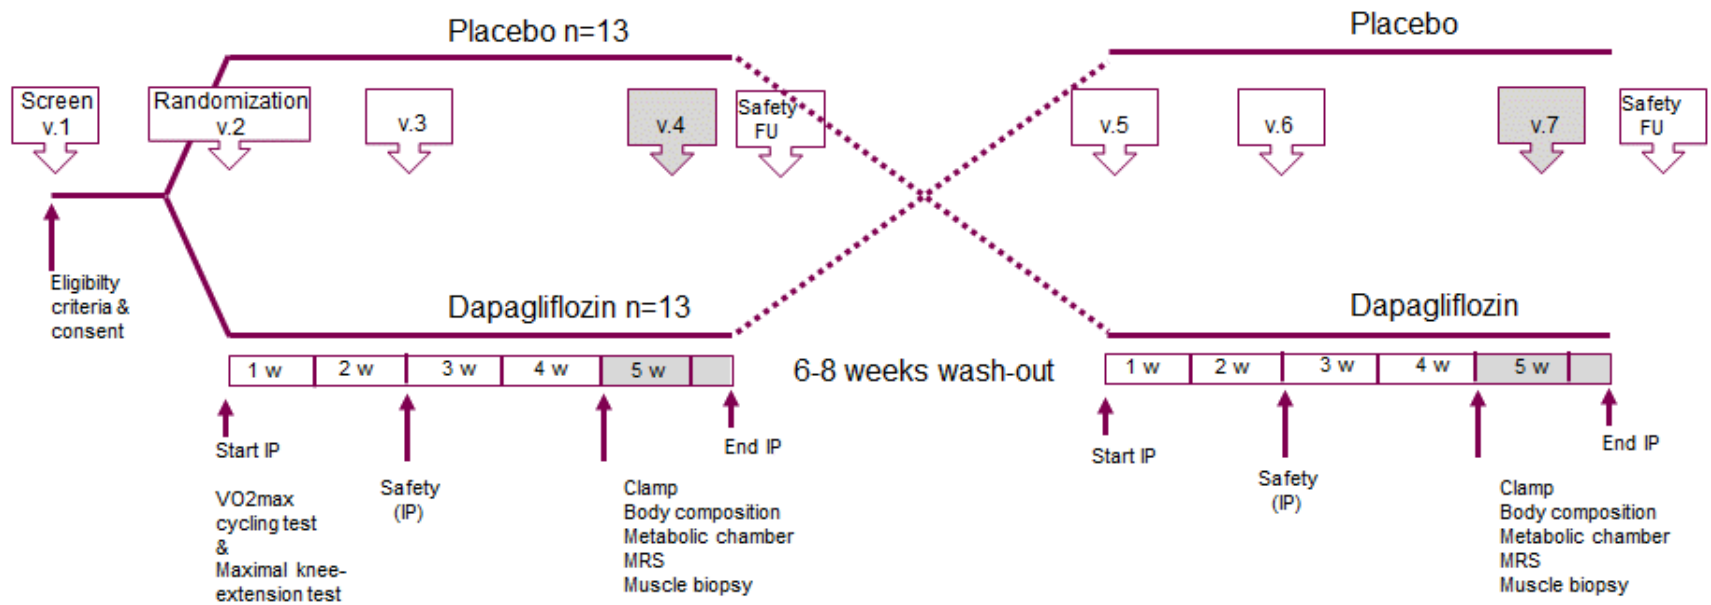 Placebo n=13
Placebo
Screen
v.1
Randomization
v.2
v.3
v.4
Safety
FU
v.5
v.6
v.7
Safety
FU
Eligibilty
criteria &
consent
Dapagliflozin n=13
Dapagliflozin
1 w
2 w
3 w
4 w
5 w
6-8 weeks wash-out
1 w
2 w
3 w
4 w
5 w
Start IP
VO2max
cycling test
&
Maximal knee-
extension test
Safety
(IP)
Clamp
Body composition
Metabolic chamber
MRS
Muscle biopsy
End IP
Start IP
Safety
(IP)
Clamp
Body composition
Metabolic chamber
MRS
Muscle biopsy
End IP